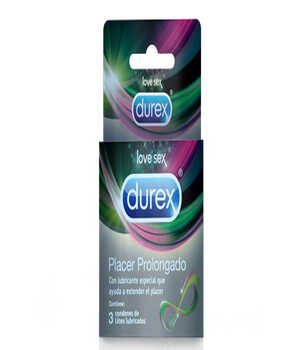 love sex
durex
love sex
durex
Placer Prolongado
Con lubricante especial que
ayuda a extender el placer
Contiene:
3 condones de
látex lubricados